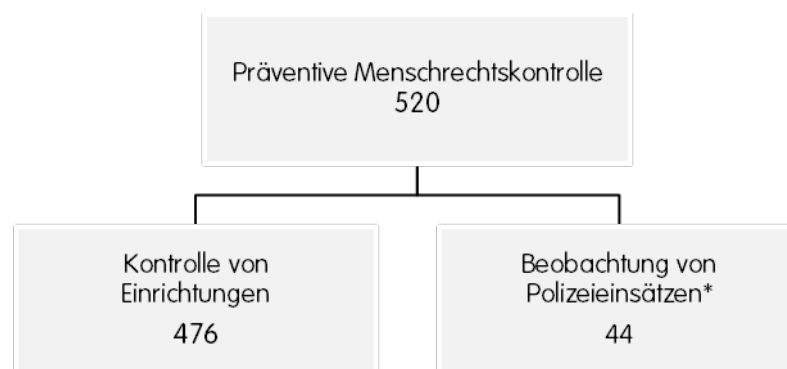 Präventive Menschrechtskontrolle
520
Kontrolle von
Einrichtungen
476
Beobachtung von
Polizeieinsätzen*
44